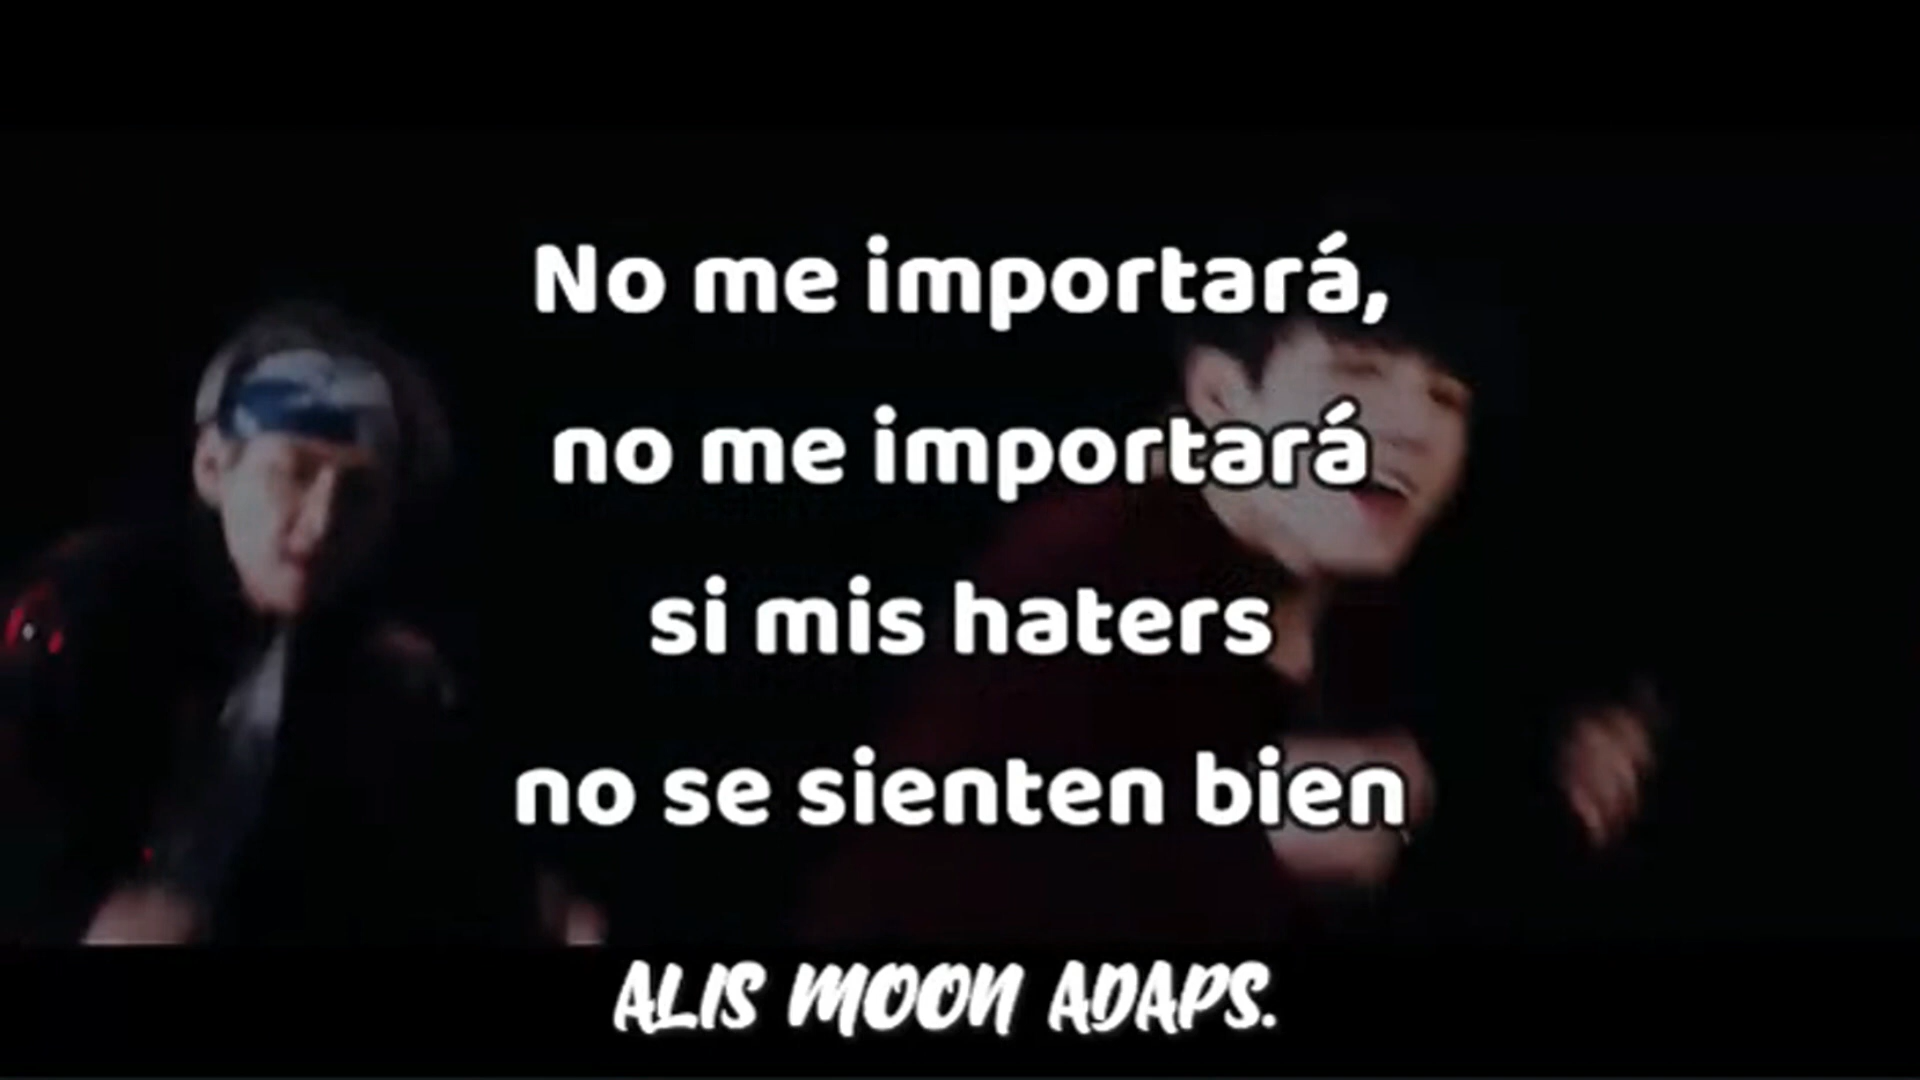 No me importará,
no me importará
si mis haters
no se sienten bien
ALIS MOON ADAPS.